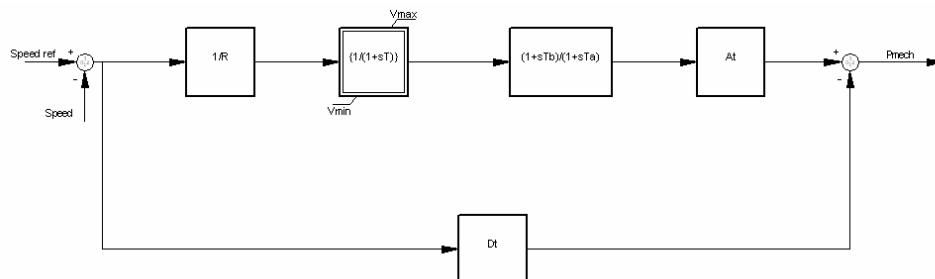 Vmax
Speed ref
+
-
Speed
1/R
{1/(1+sT)}
Vmin
(1+sTb)/(1+sTa)
At
+
-
Pmech
Dt